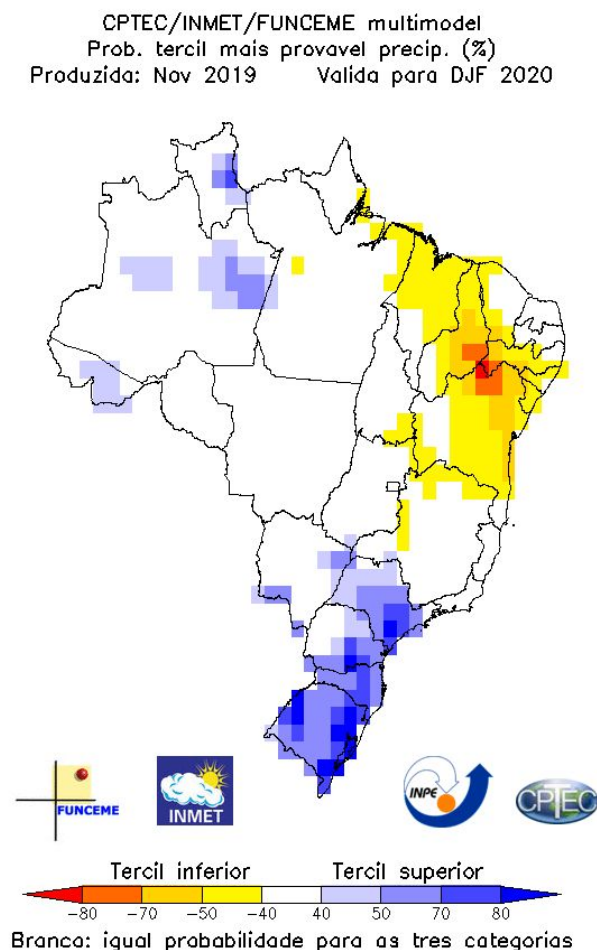 CPTEC/INMET/FUNCEME multimodel
Prob. tercil mais provavel precip. (%)
Produzida: Nov 2019 Valida para DJF 2020
FUNCEME
INMET
INPE
CPTEC
Tercil inferior Tercil superior
-80 -70 -50 -40 40 50 70 80
Branco: igual probabilidade para as tres categorias